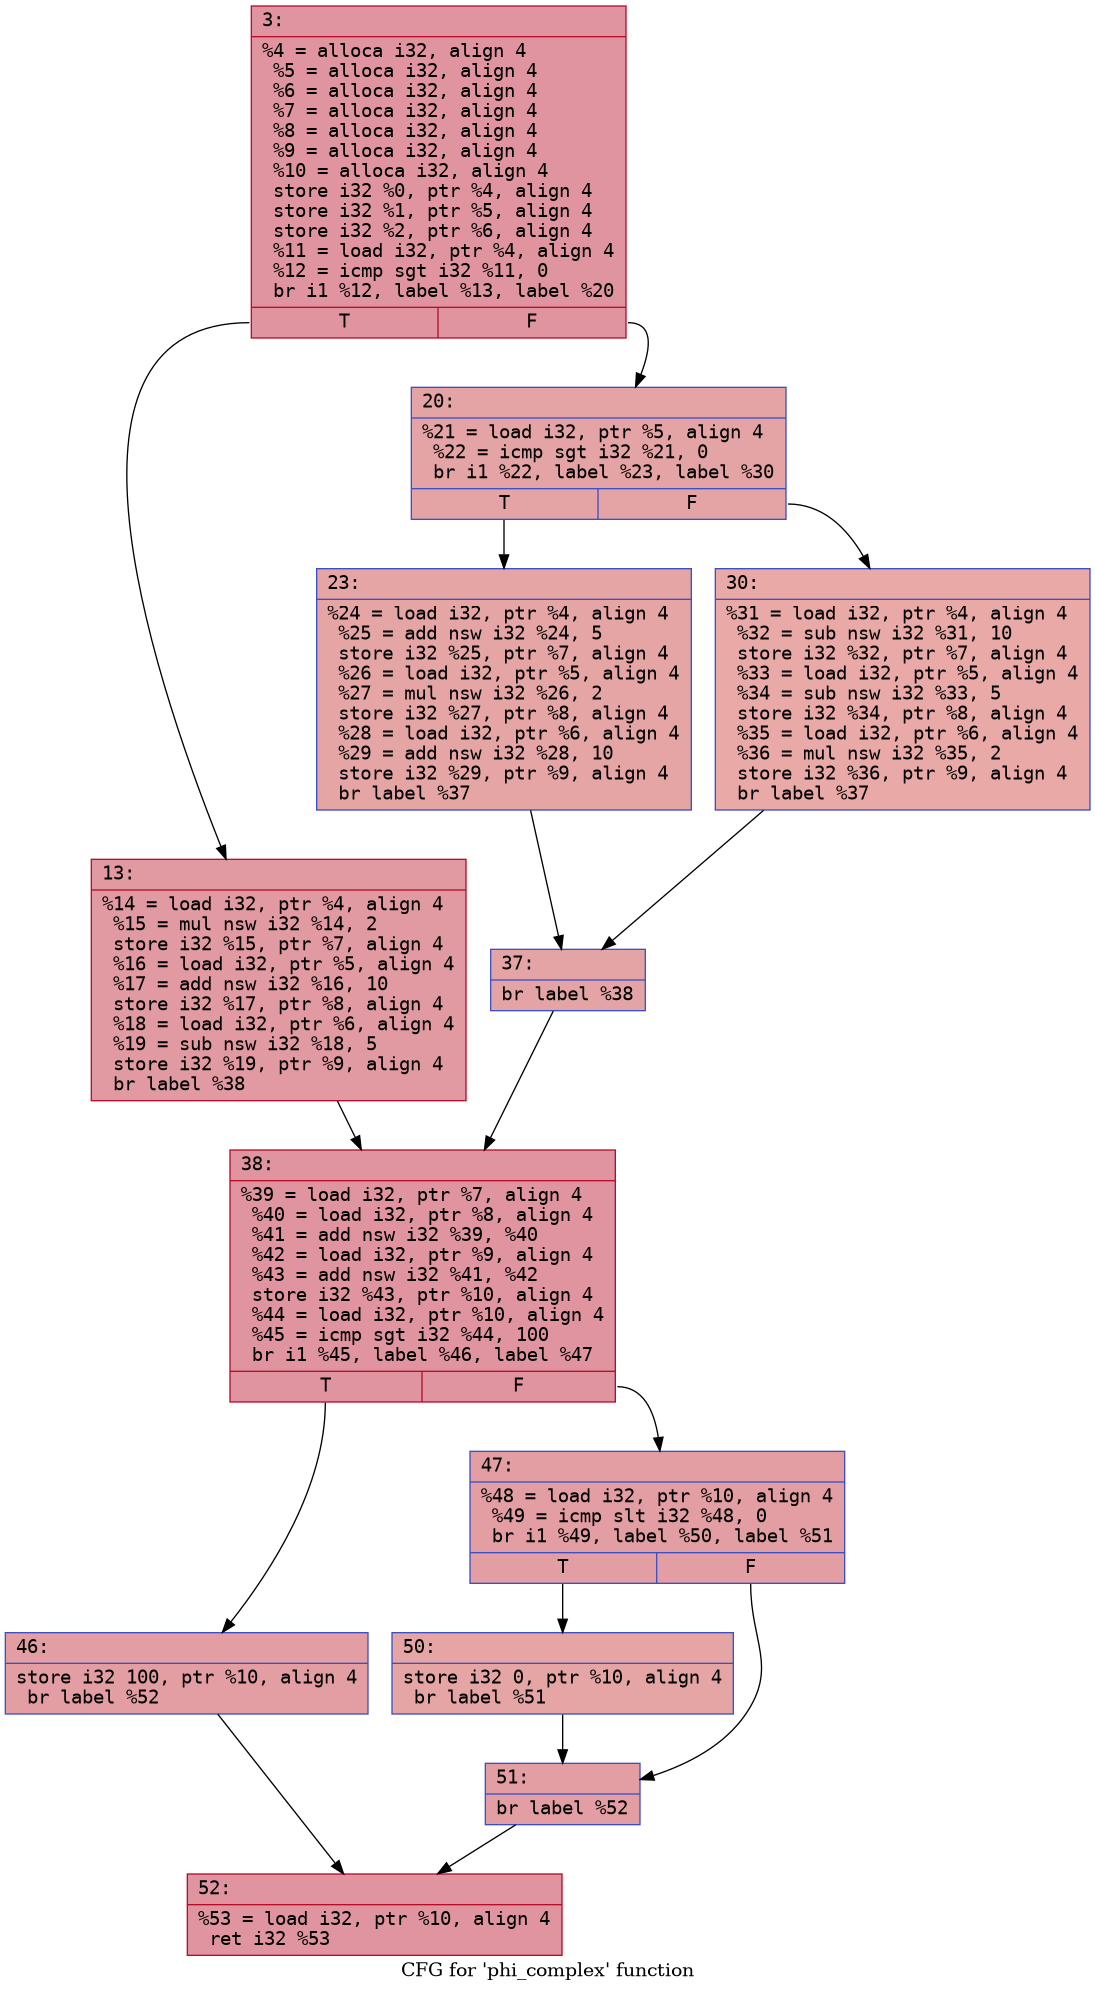 3:
%4 = alloca i32, align 4
%5 = alloca i32, align 4
%6 = alloca i32, align 4
%7 = alloca i32, align 4
%8 = alloca i32, align 4
%9 = alloca i32, align 4
%10 = alloca i32, align 4
store i32 %0, ptr %4, align 4
store i32 %1, ptr %5, align 4
store i32 %2, ptr %6, align 4
%11 = load i32, ptr %4, align 4
%12 = icmp sgt i32 %11, 0
br i1 %12, label %13, label %20
T F
20:
%21 = load i32, ptr %5, align 4
%22 = icmp sgt i32 %21, 0
br i1 %22, label %23, label %30
T F
23:
%24 = load i32, ptr %4, align 4
%25 = add nsw i32 %24, 5
store i32 %25, ptr %7, align 4
%26 = load i32, ptr %5, align 4
%27 = mul nsw i32 %26, 2
store i32 %27, ptr %8, align 4
%28 = load i32, ptr %6, align 4
%29 = add nsw i32 %28, 10
store i32 %29, ptr %9, align 4
br label %37
30:
%31 = load i32, ptr %4, align 4
%32 = sub nsw i32 %31, 10
store i32 %32, ptr %7, align 4
%33 = load i32, ptr %5, align 4
%34 = sub nsw i32 %33, 5
store i32 %34, ptr %8, align 4
%35 = load i32, ptr %6, align 4
%36 = mul nsw i32 %35, 2
store i32 %36, ptr %9, align 4
br label %37
13:
%14 = load i32, ptr %4, align 4
%15 = mul nsw i32 %14, 2
store i32 %15, ptr %7, align 4
%16 = load i32, ptr %5, align 4
%17 = add nsw i32 %16, 10
store i32 %17, ptr %8, align 4
%18 = load i32, ptr %6, align 4
%19 = sub nsw i32 %18, 5
store i32 %19, ptr %9, align 4
br label %38
37:
br label %38
38:
%39 = load i32, ptr %7, align 4
%40 = load i32, ptr %8, align 4
%41 = add nsw i32 %39, %40
%42 = load i32, ptr %9, align 4
%43 = add nsw i32 %41, %42
store i32 %43, ptr %10, align 4
%44 = load i32, ptr %10, align 4
%45 = icmp sgt i32 %44, 100
br i1 %45, label %46, label %47
T F
47:
%48 = load i32, ptr %10, align 4
%49 = icmp slt i32 %48, 0
br i1 %49, label %50, label %51
T F
46:
store i32 100, ptr %10, align 4
br label %52
50:
store i32 0, ptr %10, align 4
br label %51
51:
br label %52
52:
%53 = load i32, ptr %10, align 4
ret i32 %53
CFG for 'phi_complex' function